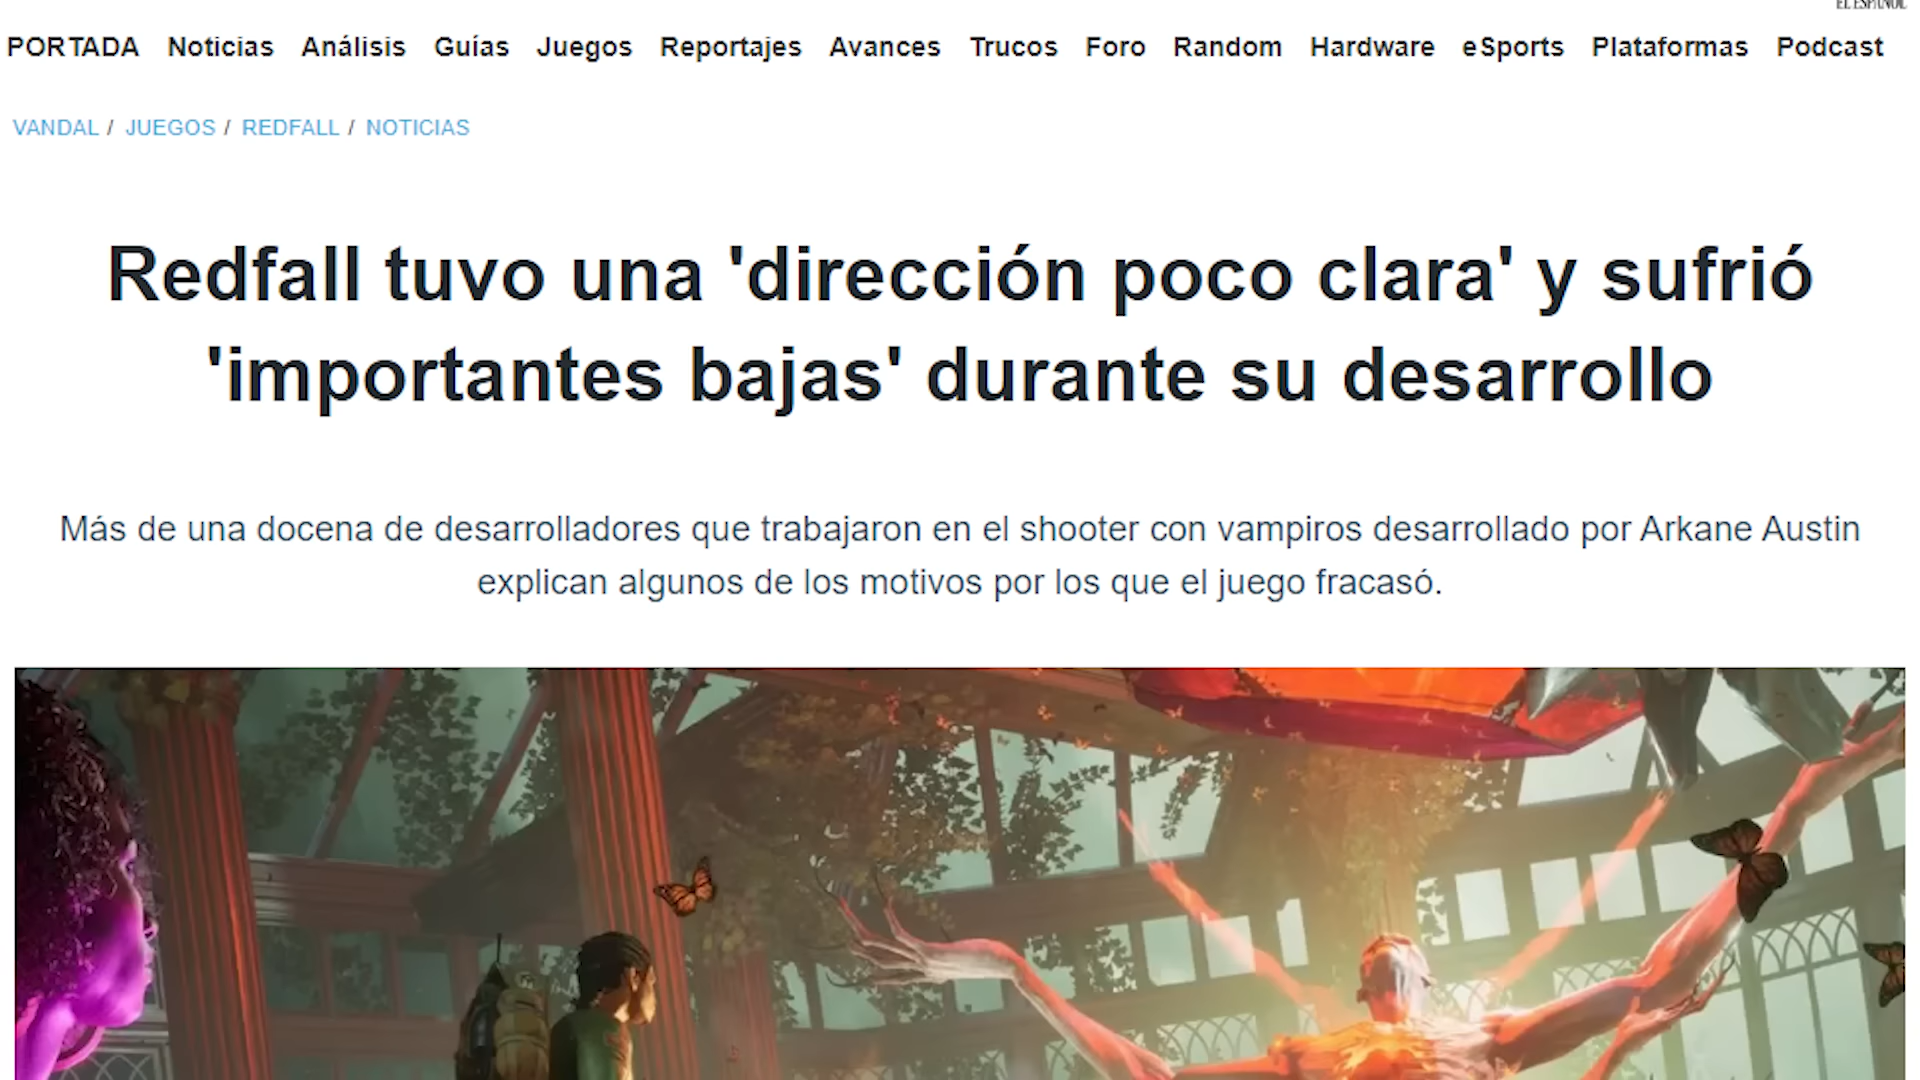 EL ESPAÑOL
PORTADA Noticias Análisis Guías Juegos Reportajes Avances Trucos Foro Random Hardware eSports Plataformas Podcast
VANDAL / JUEGOS / REDFALL / NOTICIAS
Redfall tuvo una 'dirección poco clara' y sufrió
'importantes bajas' durante su desarrollo
Más de una docena de desarrolladores que trabajaron en el shooter con vampiros desarrollado por Arkane Austin
explican algunos de los motivos por los que el juego fracasó.